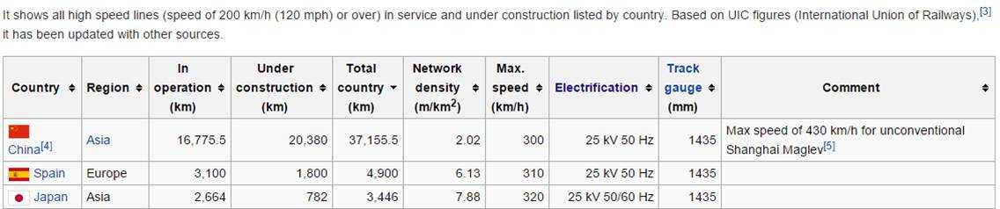 It shows all high speed lines (speed of 200 km/h (120 mph) or over) in service and under construction listed by country. Based on UIC figures (International Union of Railways),[3]
it has been updated with other sources.
Country Region In operation (km) Under construction (km) Total country (km) Network density (m/km2) Max. speed (km/h) Electrification Track gauge (mm) Comment
China[4] Asia 16,775.5 20,380 37,155.5 2.02 300 25 kV 50 Hz 1435 Max speed of 430 km/h for unconventional
Shanghai Maglev[5]
Spain Europe 3,100 1,800 4,900 6.13 310 25 kV 50 Hz 1435
Japan Asia 2,664 782 3,446 7.88 320 25 kV 50/60 Hz 1435